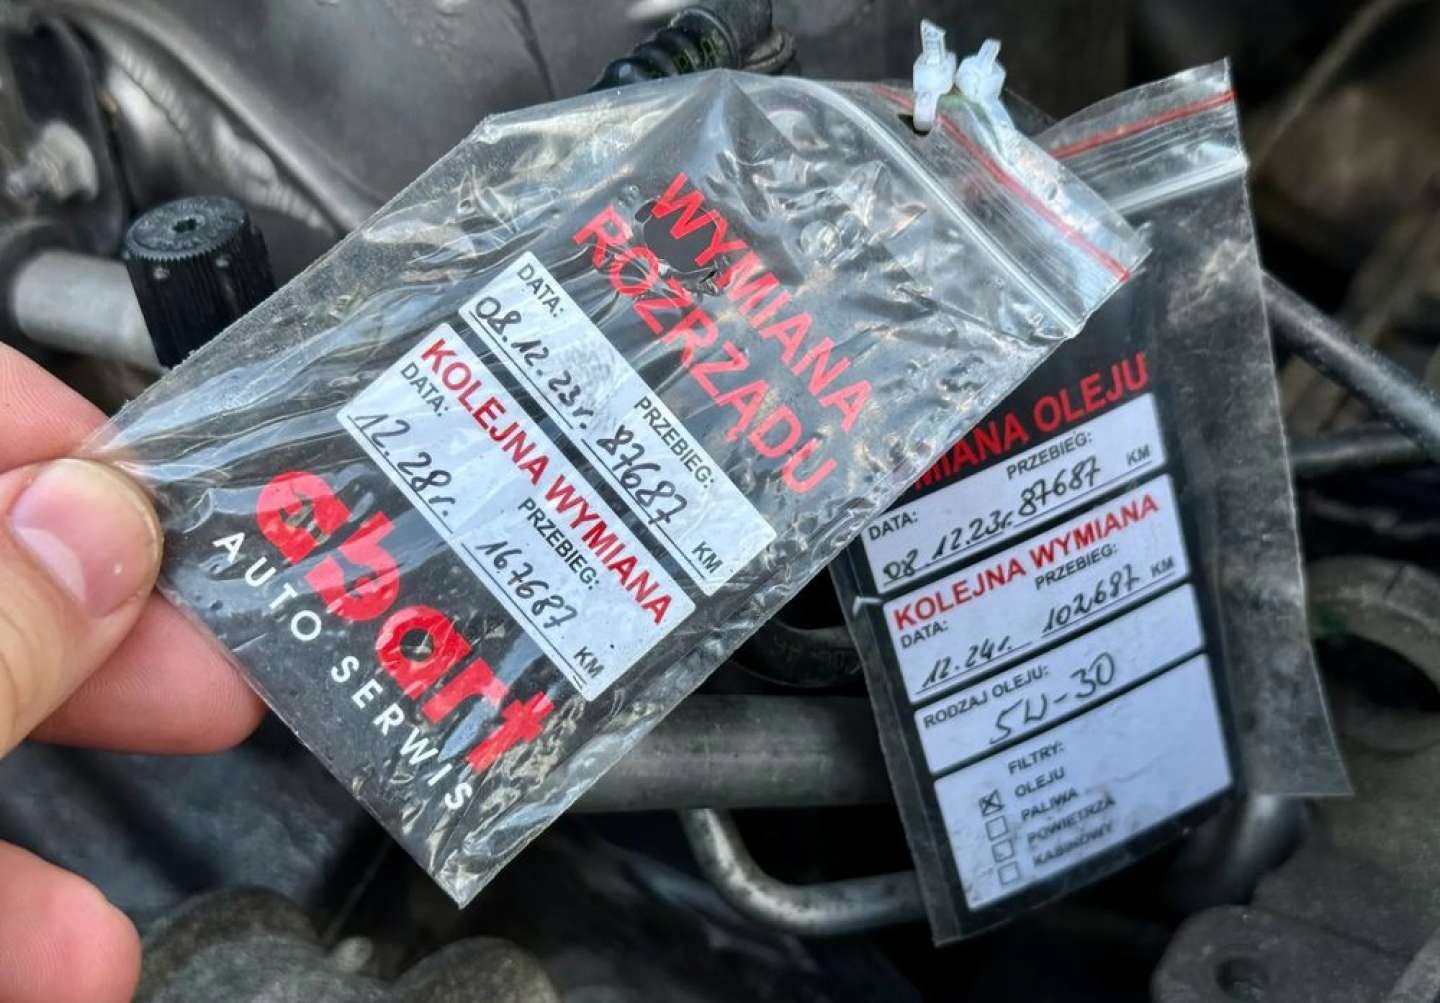 WYMIANA
ROZRZĄDU
DATA: PRZEBIEG:
08.12.23r. 87687 KM
KOLEJNA WYMIANA
DATA: PRZEBIEG:
12.28r. 167687 KM
abart
AUTO SERWIS
MIANA OLEJU
DATA: PRZEBIEG:
08.12.23r. 87687 KM
KOLEJNA WYMIANA
DATA: PRZEBIEG:
12.24r. 102687 KM
RODZAJ OLEJU:
5W-30
FILTRY:
OLEJU
PALIWA
POWIETRZA
KABINOWY